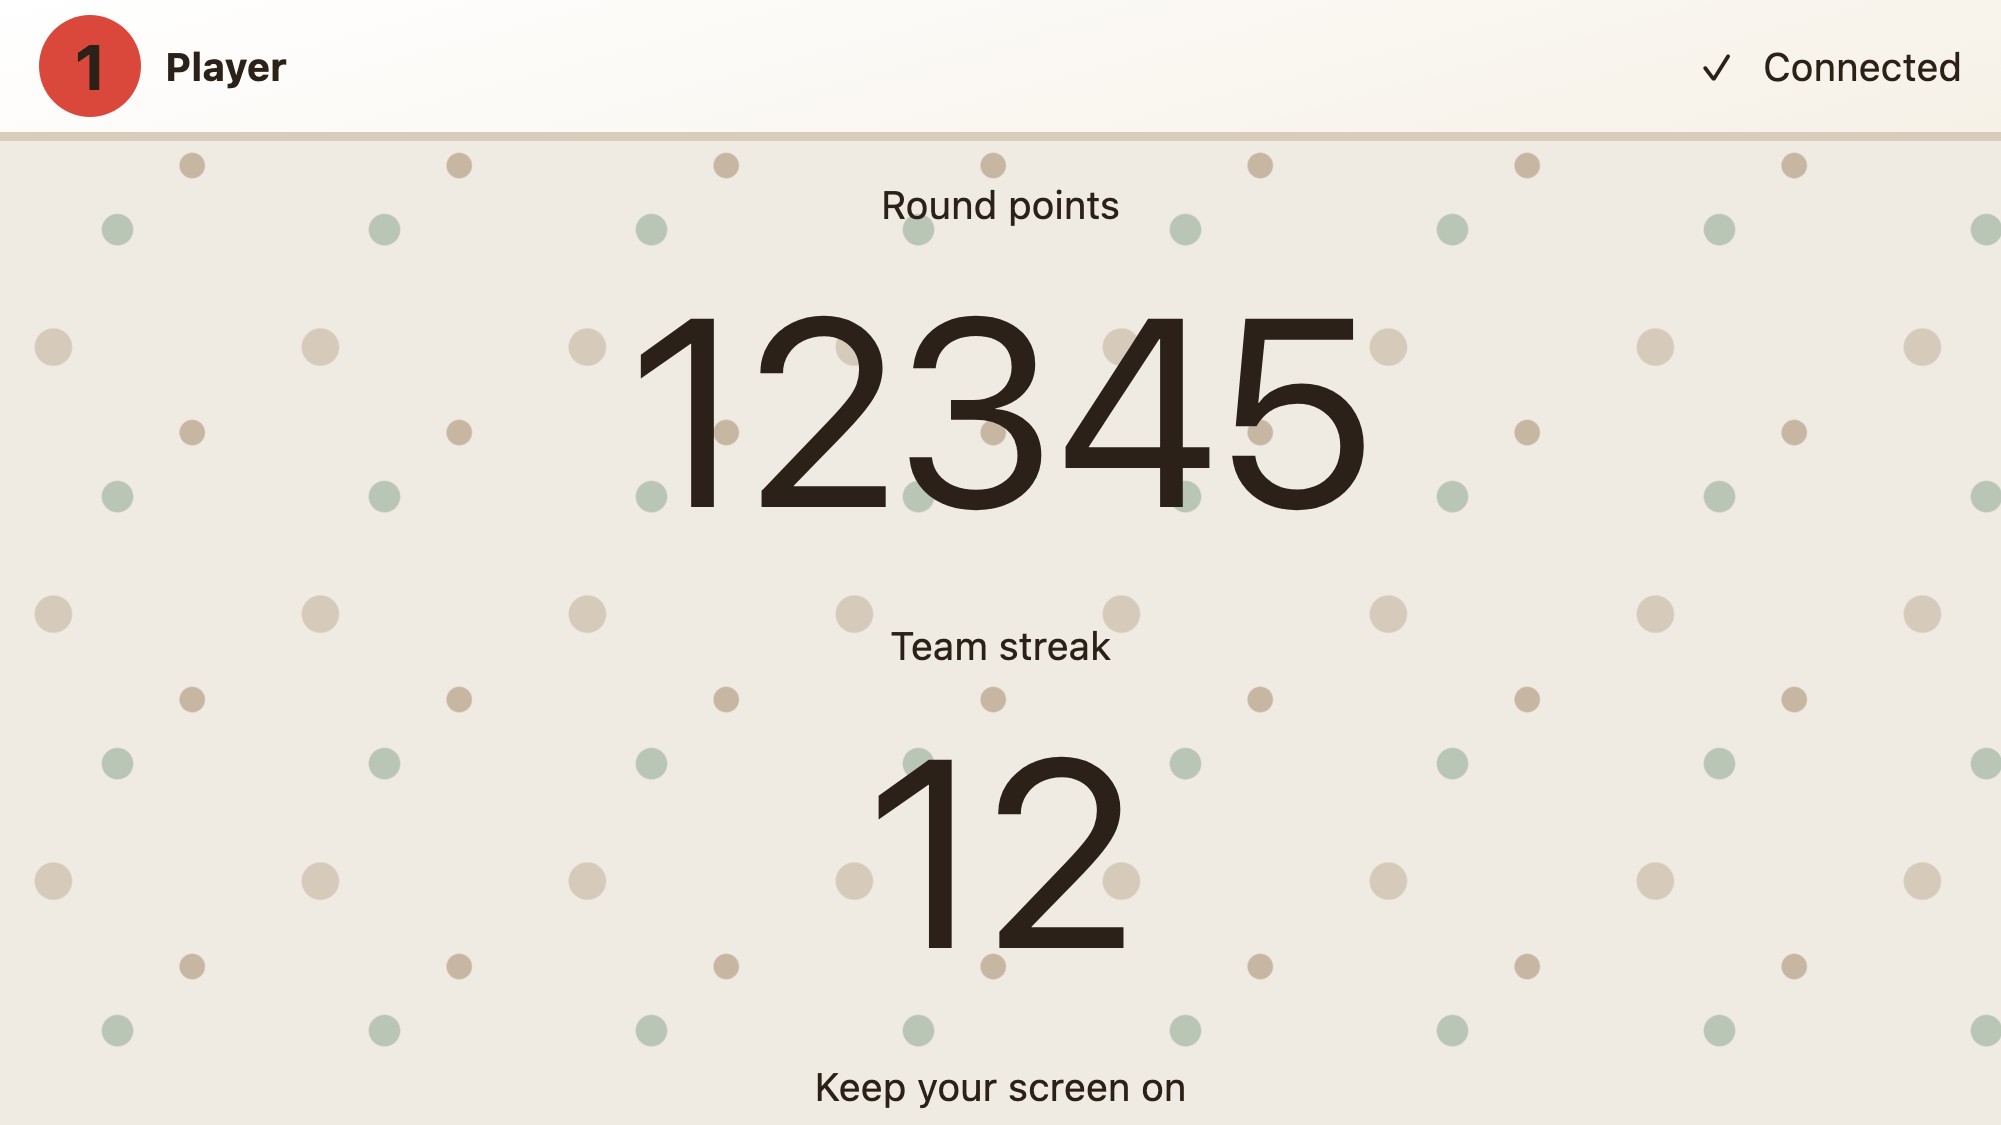 1 Player
✓ Connected
Round points
12345
Team streak
12
Keep your screen on